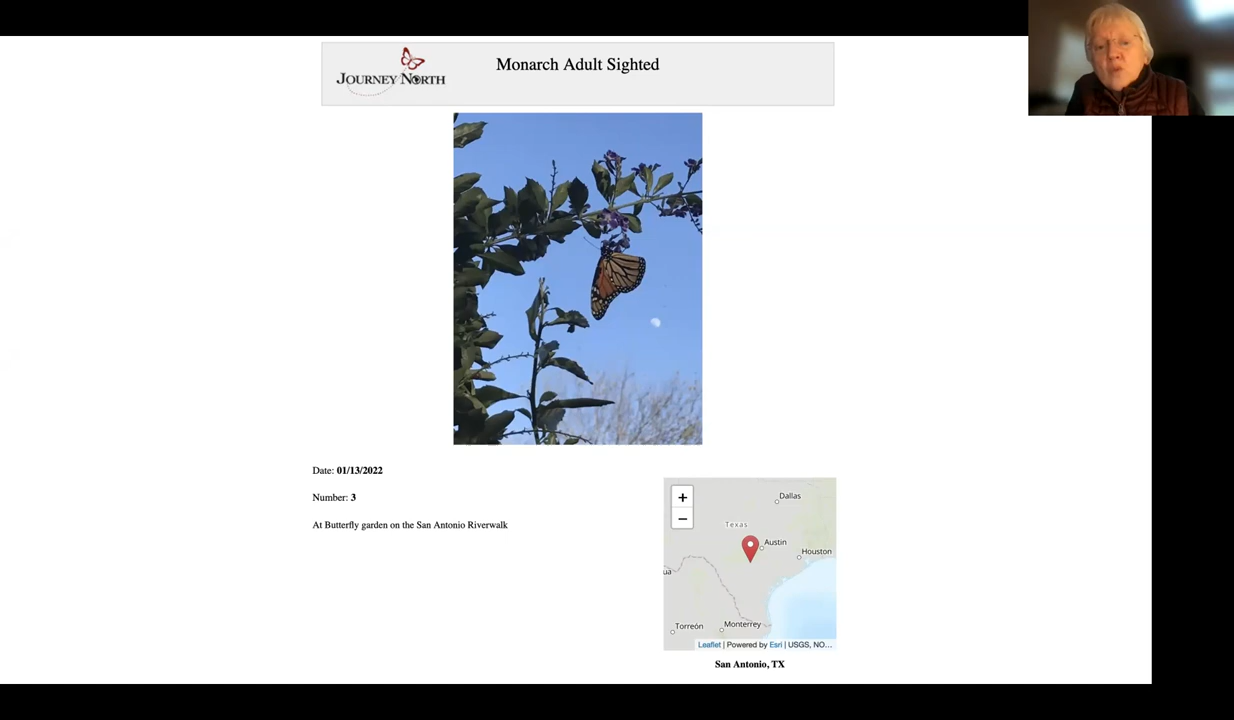 JOURNEY NORTH
Monarch Adult Sighted
Date: 01/13/2022
Number: 3
At Butterfly garden on the San Antonio Riverwalk
+
−
Dallas
Texas
Austin
Houston
ua
Torreón
Monterrey
Leaflet | Powered by Esri | USGS, NO...
San Antonio, TX